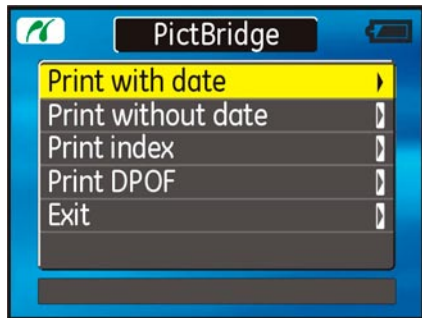 PictBridge
Print with date
Print without date
Print index
Print DPOF
Exit